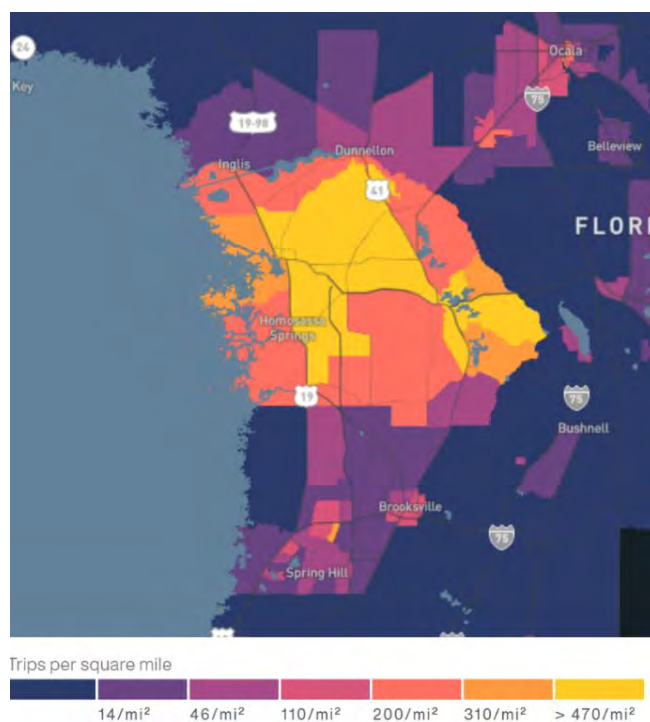 24
Key
Ocala
75
19-98
Dunnellon
Inglis
Belleview
41
FLORI
Homosassa
Springs
19
75
Bushnell
Brooksville
75
Spring Hill
Trips per square mile
14/mi²
46/mi²
110/mi²
200/mi²
310/mi²
> 470/mi²